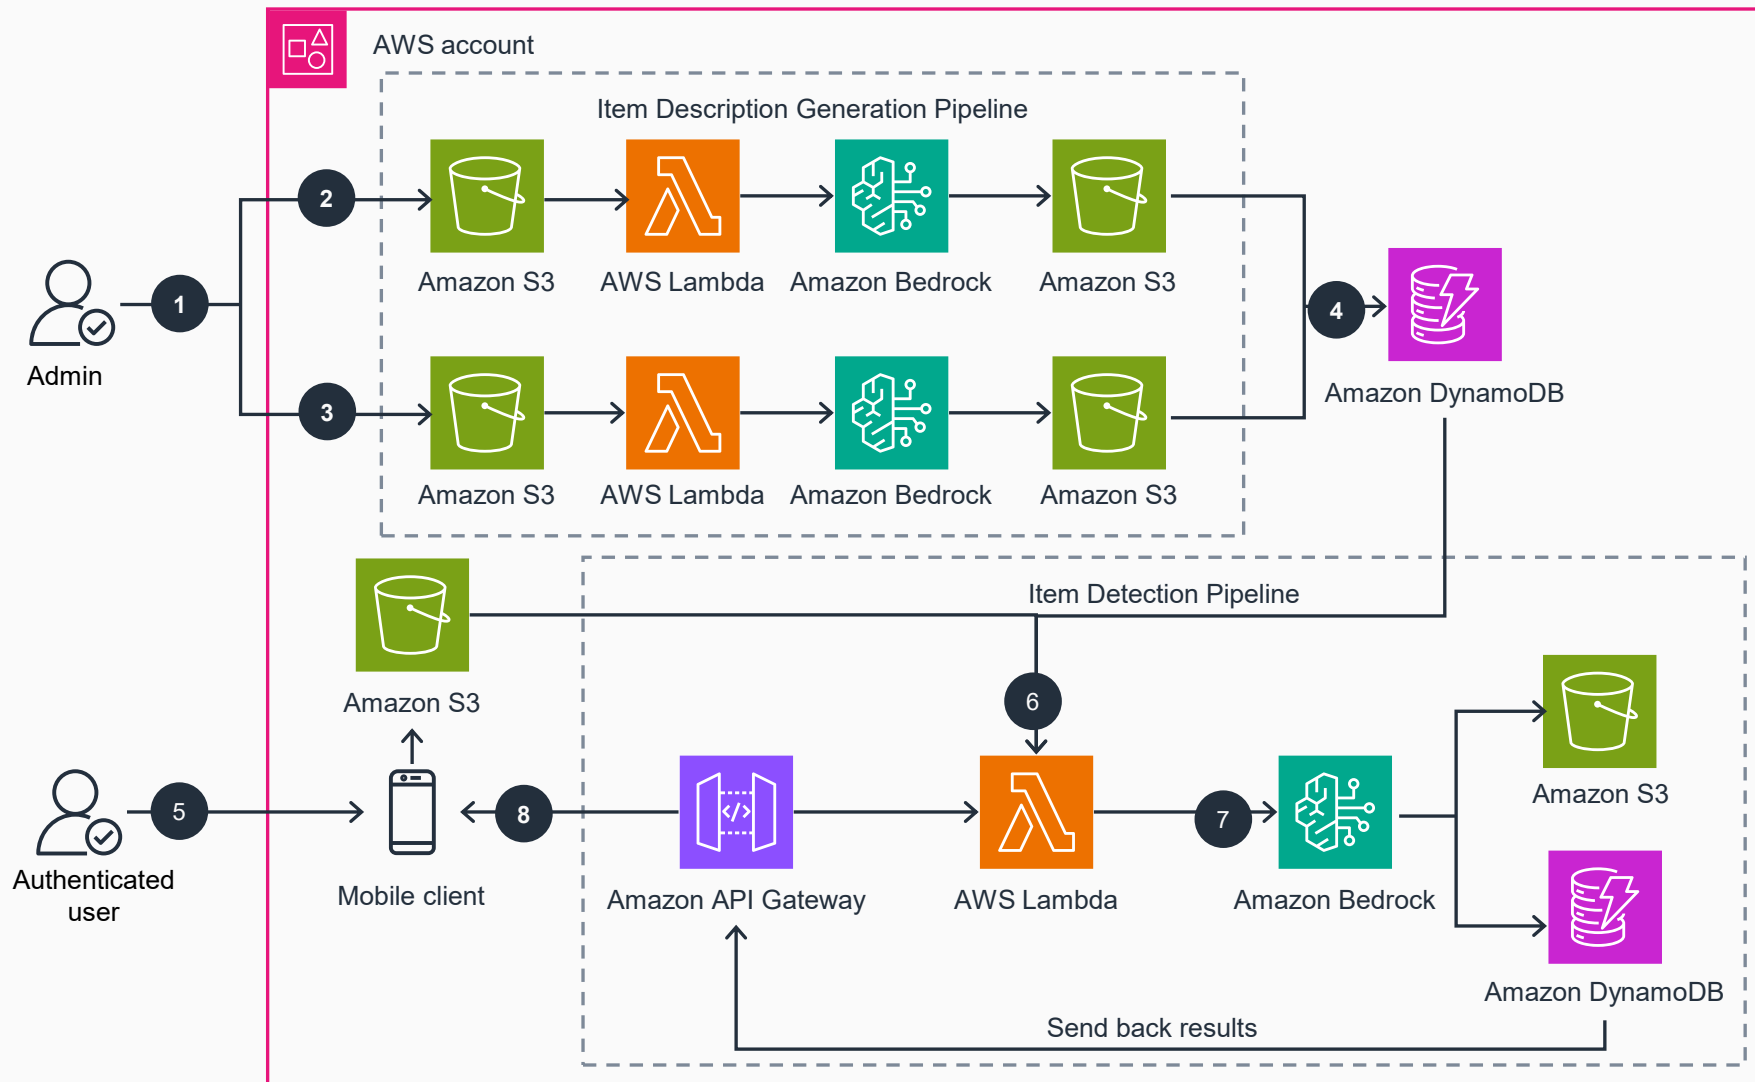 AWS account
Item Description Generation Pipeline
2
Amazon S3
AWS Lambda
Amazon Bedrock
Amazon S3
1
Admin
4
Amazon DynamoDB
3
Amazon S3
AWS Lambda
Amazon Bedrock
Amazon S3
Item Detection Pipeline
Amazon S3
6
Amazon S3
5
8
7
Authenticated
user
Mobile client
Amazon API Gateway
AWS Lambda
Amazon Bedrock
Amazon DynamoDB
Send back results